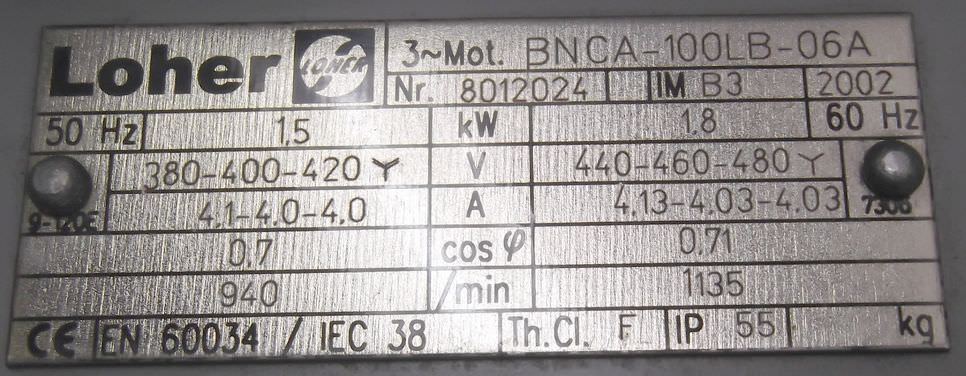 Loher LOHER 3~Mot. BNCA-100LB-06A
Nr. 8012024 IM B3 2002
50 Hz 1,5 kW 1,8 60 Hz
380-400-420 Y V 440-460-480 Y
4,1-4,0-4,0 A 4,13-4,03-4,03
0,7 cos φ 0,71
940 /min 1135
CE EN 60034 / IEC 38 Th.Cl. F IP 55 kg